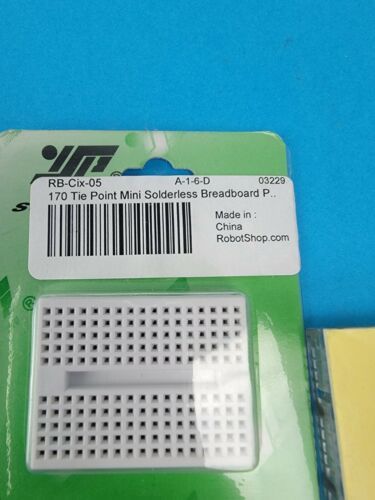 RB-Cix-05 A-1-6-D 03229
170 Tie Point Mini Solderless Breadboard P..
Made in :
China
RobotShop.com
S